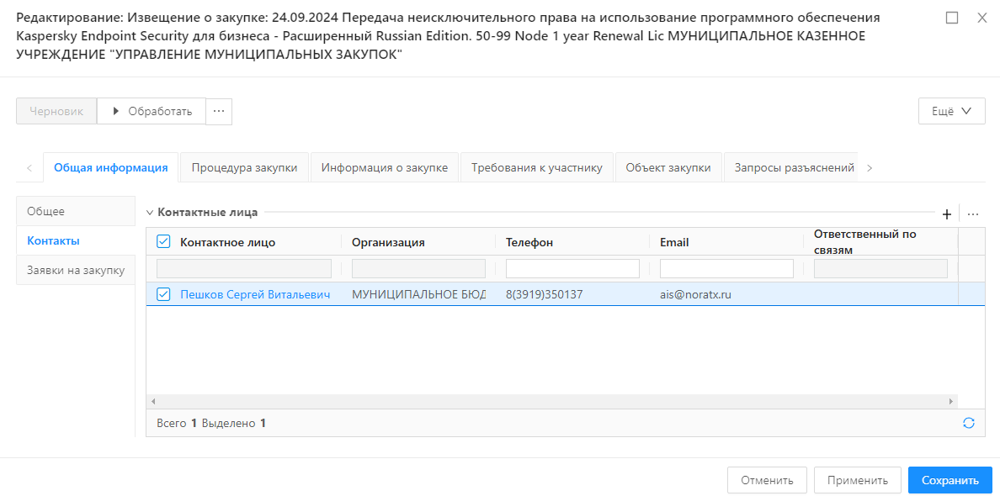 Редактирование: Извещение о закупке: 24.09.2024 Передача неисключительного права на использование программного обеспечения
Kaspersky Endpoint Security для бизнеса - Расширенный Russian Edition. 50-99 Node 1 year Renewal Lic МУНИЦИПАЛЬНОЕ КАЗЕННОЕ
УЧРЕЖДЕНИЕ "УПРАВЛЕНИЕ МУНИЦИПАЛЬНЫХ ЗАКУПОК"
Черновик Обработать ... Ещё
Общая информация Процедура закупки Информация о закупке Требования к участнику Объект закупки Запросы разъяснений
Общее
Контакты
Заявки на закупку
Контактные лица
Контактное лицо Организация Телефон Email Ответственный по
связям
Пешков Сергей Витальевич МУНИЦИПАЛЬНОЕ БЮД 8(3919)350137 ais@noratx.ru
Всего 1 Выделено 1
Отменить Применить Сохранить